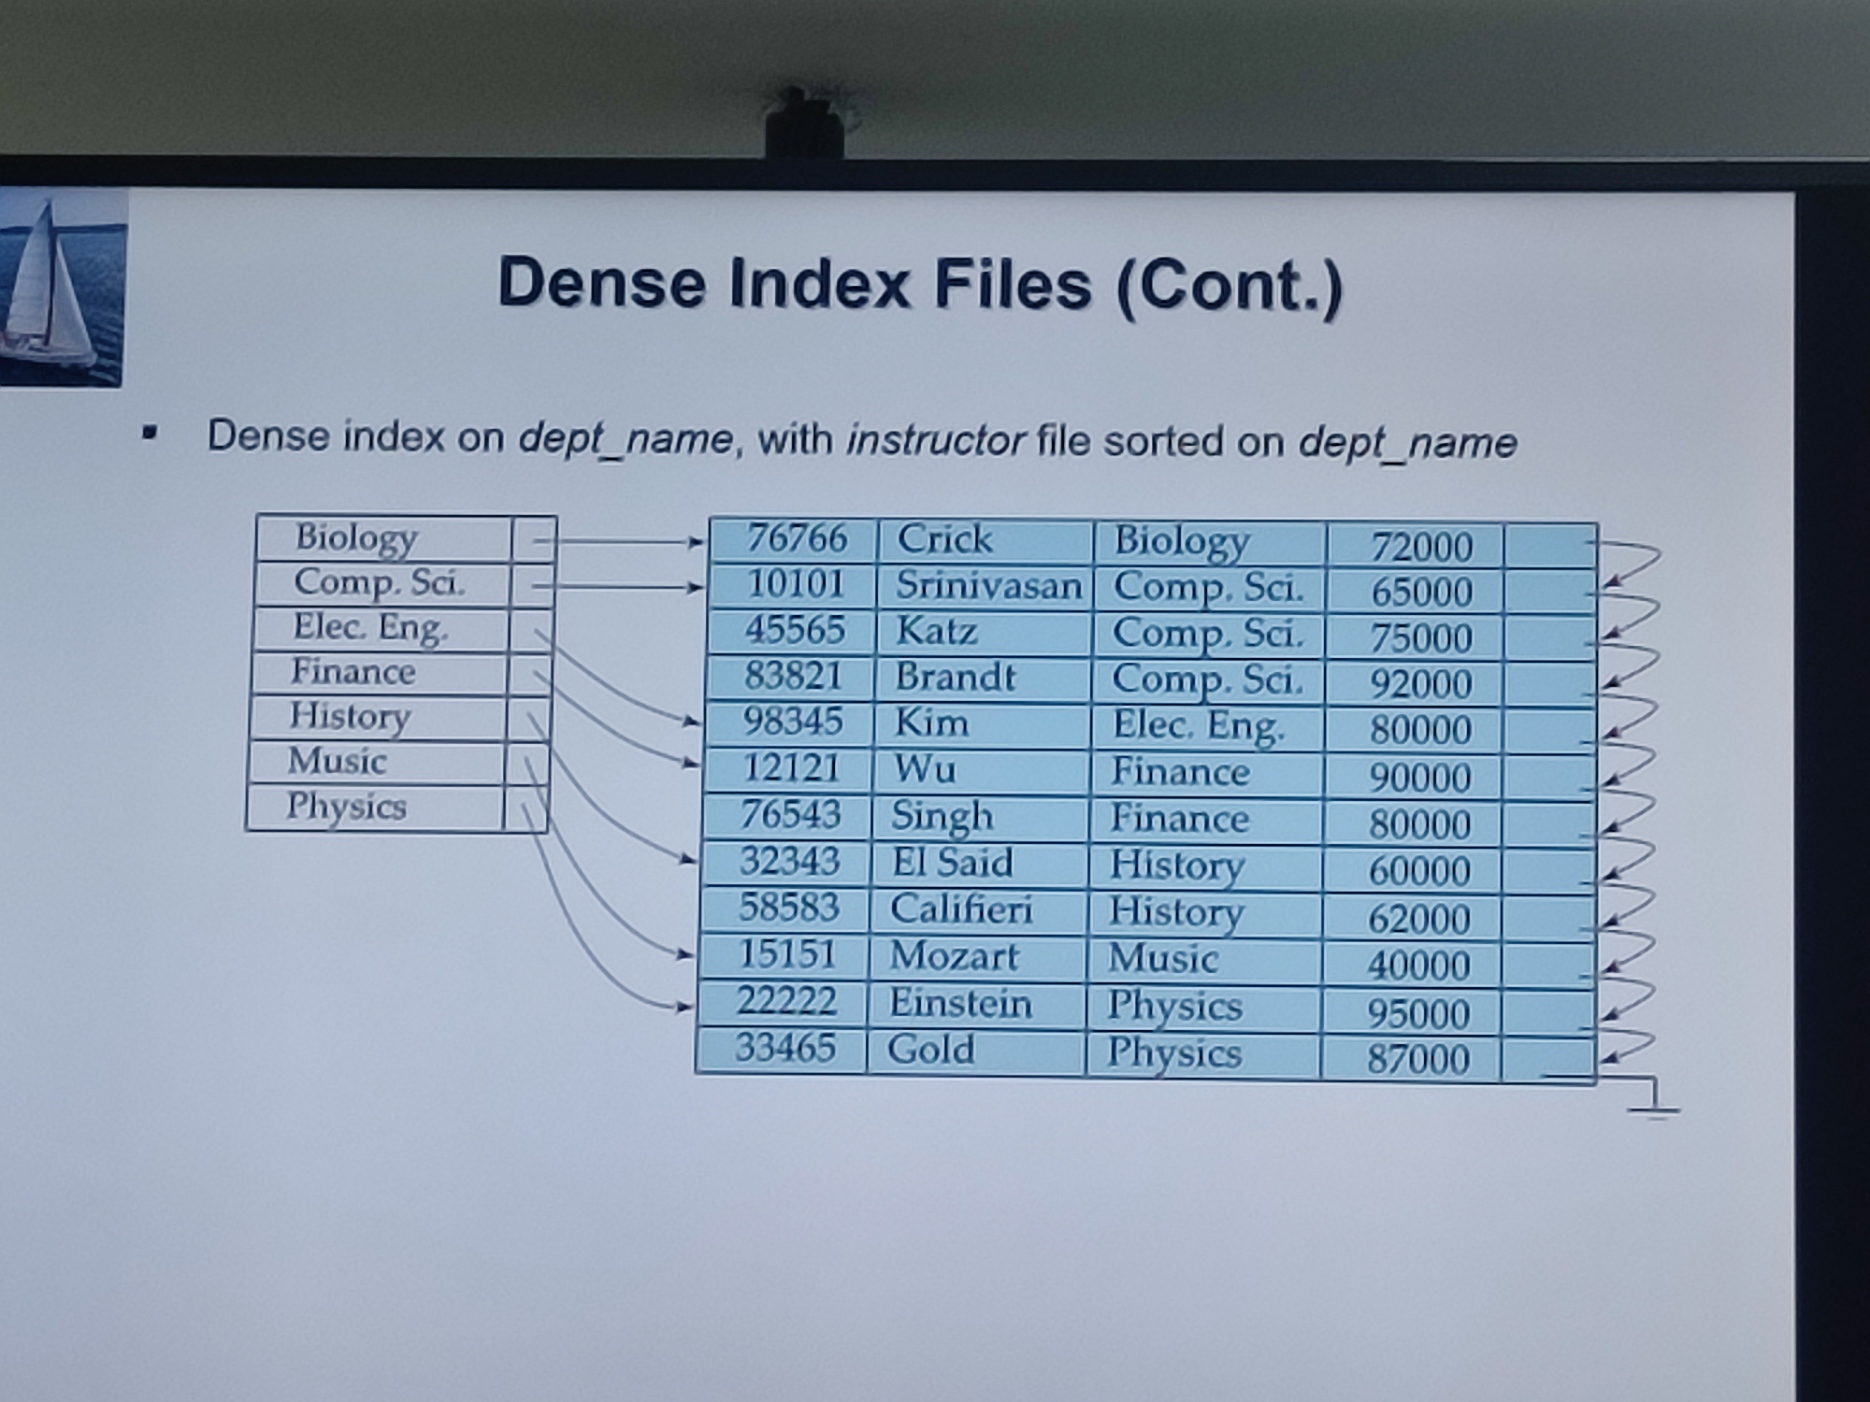 Dense Index Files (Cont.)
▪ Dense index on dept_name, with instructor file sorted on dept_name
Biology
Comp. Sci.
Elec. Eng.
Finance
History
Music
Physics
76766 Crick Biology 72000
10101 Srinivasan Comp. Sci. 65000
45565 Katz Comp. Sci. 75000
83821 Brandt Comp. Sci. 92000
98345 Kim Elec. Eng. 80000
12121 Wu Finance 90000
76543 Singh Finance 80000
32343 El Said History 60000
58583 Califieri History 62000
15151 Mozart Music 40000
22222 Einstein Physics 95000
33465 Gold Physics 87000